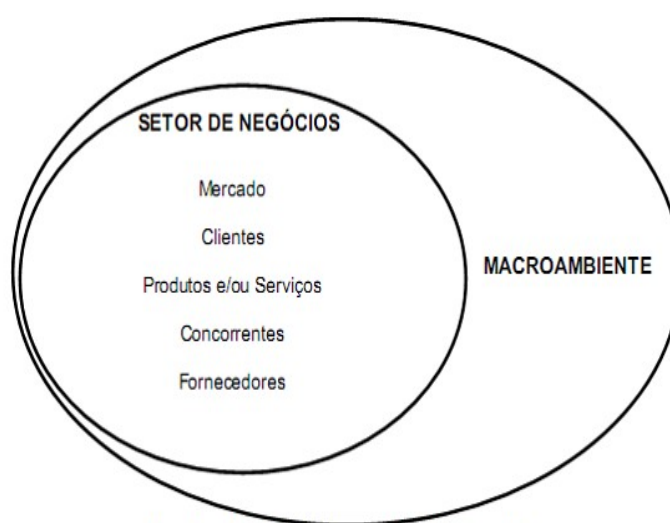 SETOR DE NEGÓCIOS
Mercado
Clientes
MACROAMBIENTE
Produtos e/ou Serviços
Concorrentes
Fornecedores